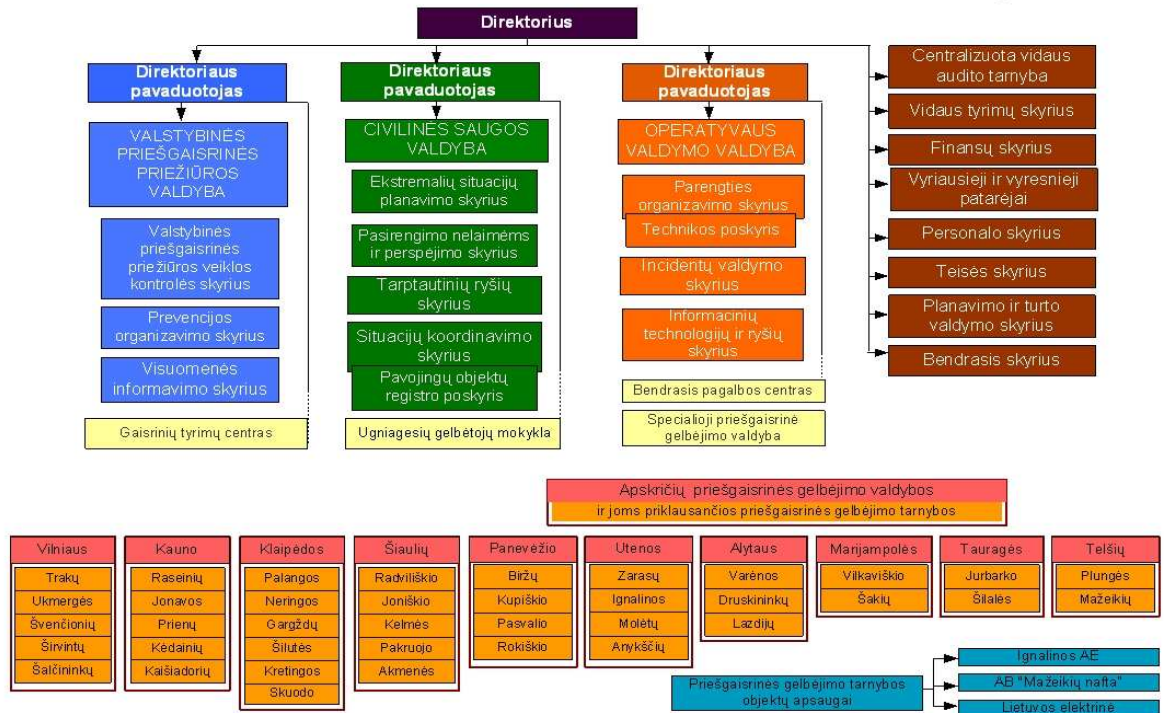 Direktorius
Direktoriaus
pavaduotojas
VALSTYBINĖS
PRIEŠGAISRINĖS
PRIEŽIŪROS
VALDYBA
Valstybinės
priešgaisrinės
priežiūros veiklos
kontrolės skyrius
Prevencijos
organizavimo skyrius
Visuomenės
informavimo skyrius
Gaisrinių tyrimų centras
Direktoriaus
pavaduotojas
CIVILINĖS SAUGOS
VALDYBA
Ekstremalių situacijų
planavimo skyrius
Pasirengimo nelaimėms
ir perspėjimo skyrius
Tarptautinių ryšių
skyrius
Situacijų koordinavimo
skyrius
Pavojingų objektų
registro poskyris
Ugniagesių gelbėtojų mokykla
Direktoriaus
pavaduotojas
OPERATYVAUS
VALDYMO VALDYBA
Parengties
organizavimo skyrius
Technikos poskyris
Incidentų valdymo
skyrius
Informacinių
technologijų ir ryšių
skyrius
Bendrasis pagalbos centras
Specialioji priešgaisrinė
gelbėjimo valdyba
Centralizuota vidaus
audito tarnyba
Vidaus tyrimų skyrius
Finansų skyrius
Vyriausieji ir vyresnieji
patarėjai
Personalo skyrius
Teisės skyrius
Planavimo ir turto
valdymo skyrius
Bendrasis skyrius
Apskričių priešgaisrinės gelbėjimo valdybos
ir joms priklausančios priešgaisrinės gelbėjimo tarnybos
Vilniaus
Trakų
Ukmergės
Švenčionių
Širvintų
Šalčininkų
Kauno
Raseinių
Jonavos
Prienų
Kėdainių
Kaišiadorių
Klaipėdos
Palangos
Neringos
Gargždų
Šilutės
Kretingos
Skuodo
Šiaulių
Radviliškio
Joniškio
Kelmės
Pakruojo
Akmenės
Panevėžio
Biržų
Kupiškio
Pasvalio
Rokiškio
Utenos
Zarasų
Ignalinos
Molėtų
Anykščių
Alytaus
Varėnos
Druskininkų
Lazdijų
Marijampolės
Vilkaviškio
Šakių
Tauragės
Jurbarko
Šilalės
Telšių
Plungės
Mažeikių
Priešgaisrinės gelbėjimo tarnybos
objektų apsaugai
Ignalinos AE
AB "Mažeikių nafta"
Lietuvos elektrinė